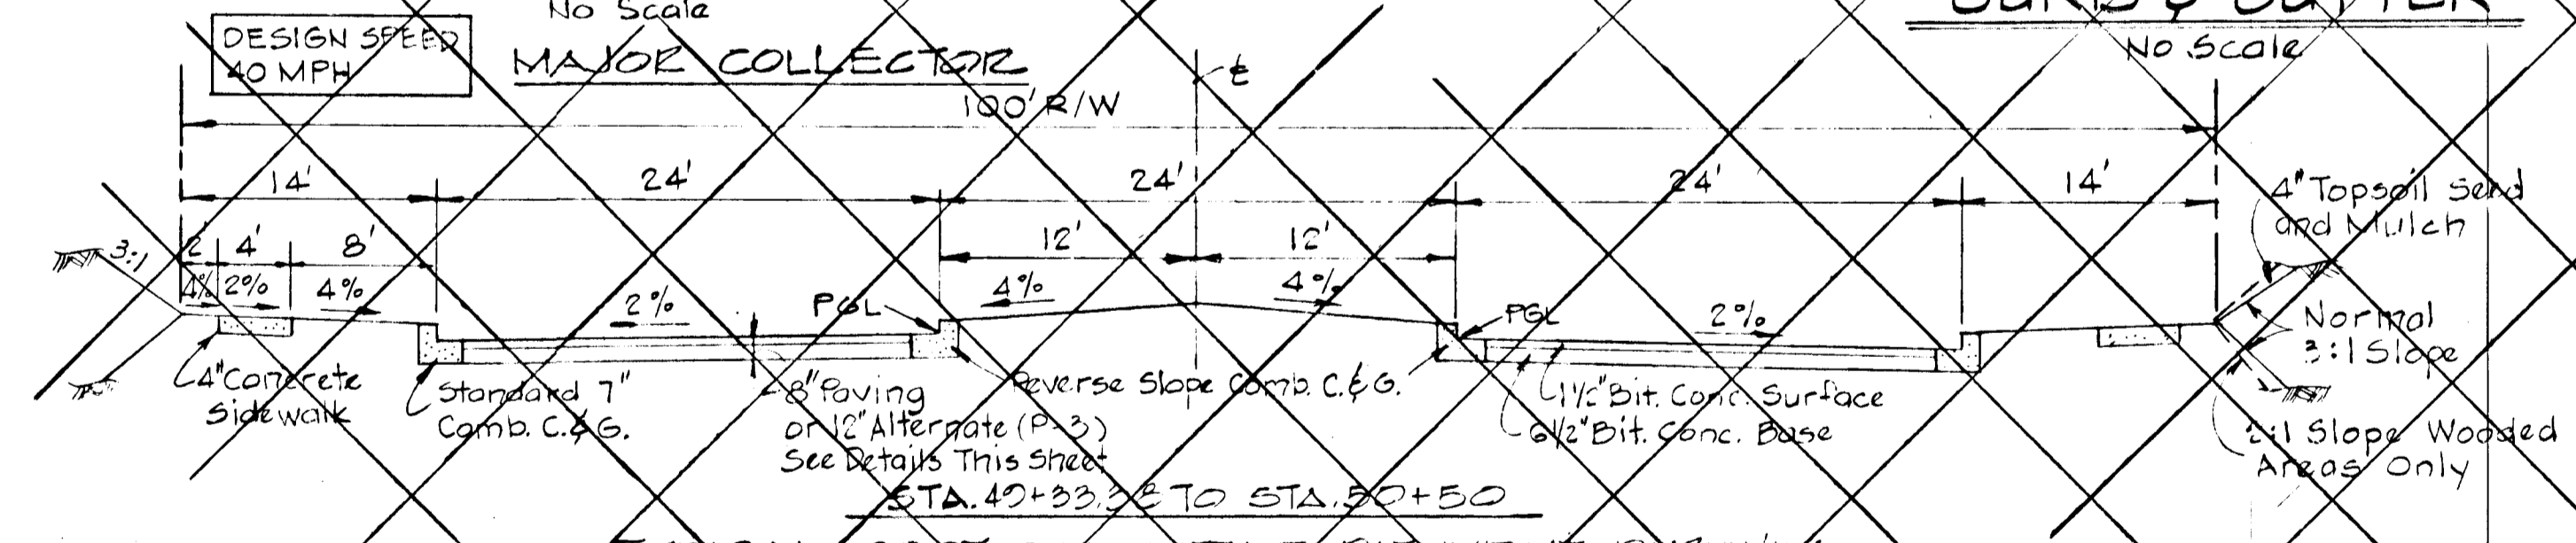 No Scale
CURB & GUTTER
No Scale
DESIGN SPEED
40 MPH
MAJOR COLLECTOR
℄
100' R/W
14'
24'
24'
24'
14'
4" Topsoil Seed
and Mulch
3:1
2'
4'
8'
12'
12'
4%
2%
4%
2%
PGL
4%
4%
PGL
2%
Normal
3:1 Slope
4" Concrete
Sidewalk
Standard 7"
Comb. C.&G.
8" Paving
or 12" Alternate (P-3)
See Details This Sheet
Reverse Slope Comb. C.&G.
1½" Bit. Conc. Surface
6½" Bit. Conc. Base
2:1 Slope Wooded
Areas Only
STA. 49+33.38 TO STA. 50+50